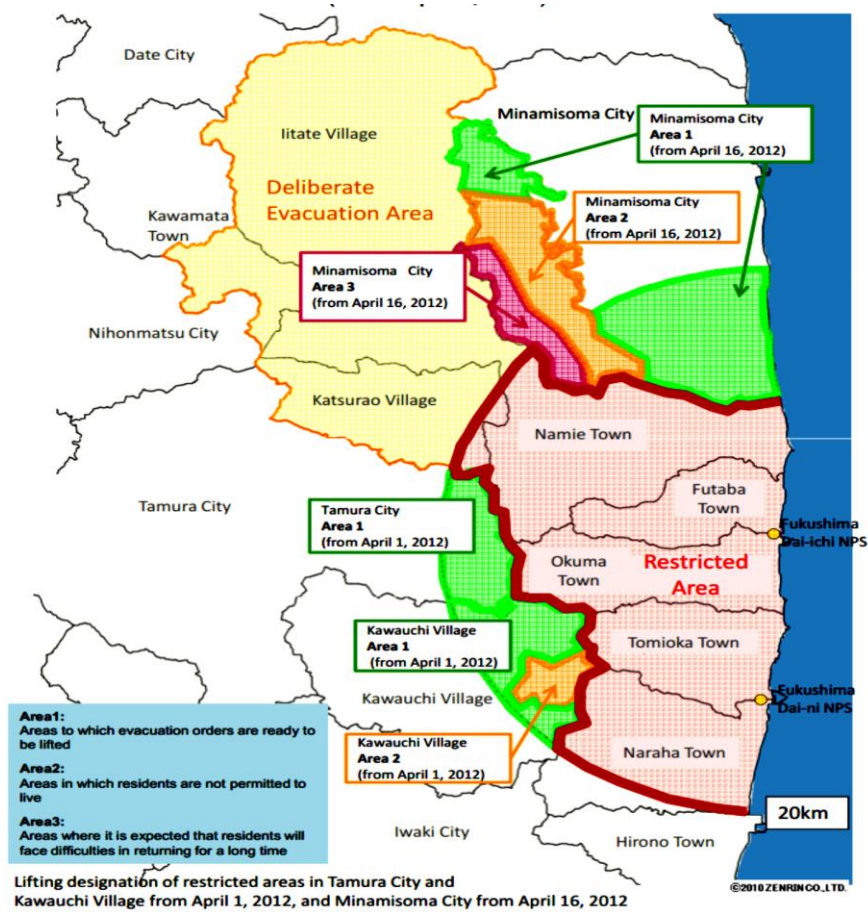 Date City
Minamisoma City
Minamisoma City
Area 1
(from April 16, 2012)
Iitate Village
Deliberate
Evacuation Area
Minamisoma City
Area 2
(from April 16, 2012)
Kawamata
Town
Minamisoma City
Area 3
(from April 16, 2012)
Nihonmatsu City
Katsurao Village
Namie Town
Futaba
Town
Tamura City
Tamura City
Area 1
(from April 1, 2012)
Fukushima
Dai-ichi NPS
Okuma
Town
Restricted
Area
Kawauchi Village
Area 1
(from April 1, 2012)
Tomioka Town
Kawauchi Village
Fukushima
Dai-ni NPS
Kawauchi Village
Area 2
(from April 1, 2012)
Naraha Town
Area1:
Areas to which evacuation orders are ready to
be lifted
Area2:
Areas in which residents are not permitted to
live
Area3:
Areas where it is expected that residents will
face difficulties in returning for a long time
20km
Iwaki City
Hirono Town
©2010 ZENRIN CO., LTD.
Lifting designation of restricted areas in Tamura City and
Kawauchi Village from April 1, 2012, and Minamisoma City from April 16, 2012